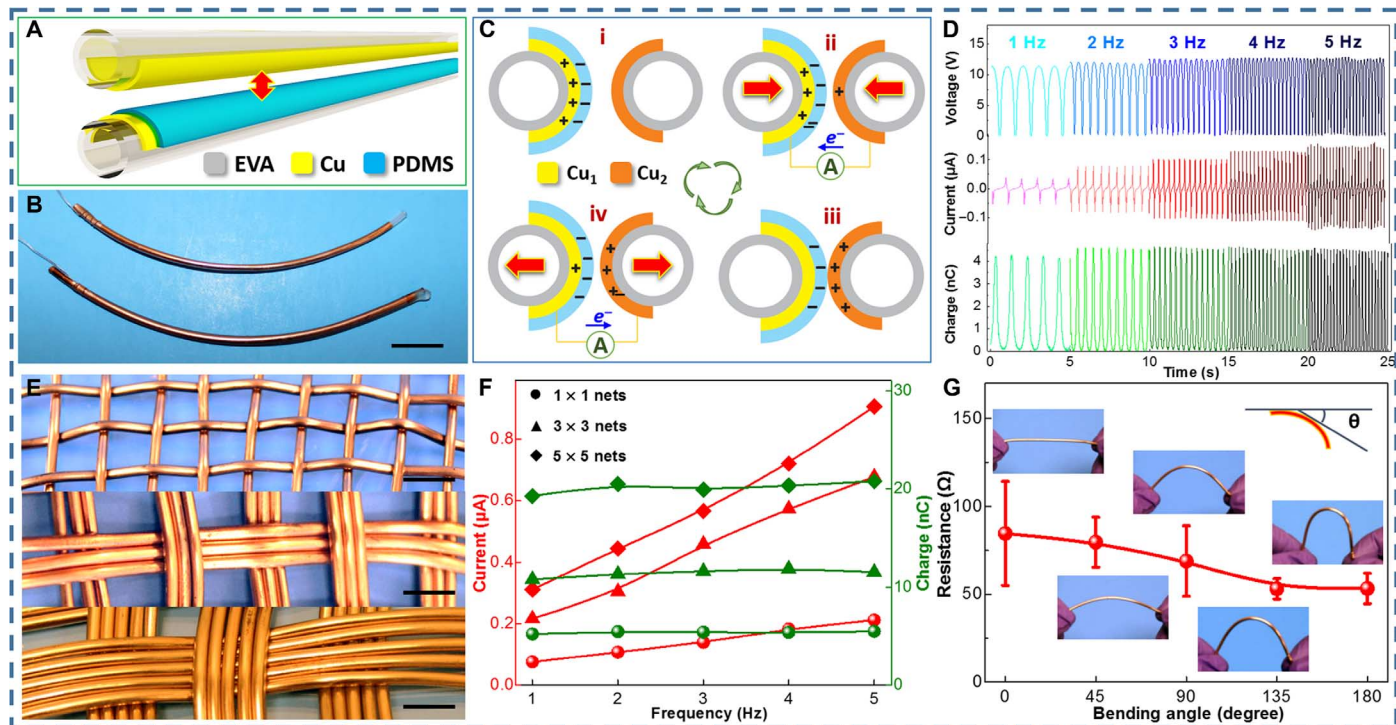 A
EVA Cu PDMS
B
C
i
ii
e⁻
A
Cu₁ Cu₂
iv
iii
e⁻
A
D
1 Hz 2 Hz 3 Hz 4 Hz 5 Hz
Voltage (V)
15
10
5
0
Current (µA)
0.1
0.0
−0.1
Charge (nC)
4
3
2
1
0
0 5 10 15 20 25
Time (s)
E
F
1 × 1 nets
3 × 3 nets
5 × 5 nets
Current (µA)
0.8
0.6
0.4
0.2
0.0
Charge (nC)
30
20
10
0
1 2 3 4 5
Frequency (Hz)
G
θ
Resistance (Ω)
150
100
50
0
0 45 90 135 180
Bending angle (degree)